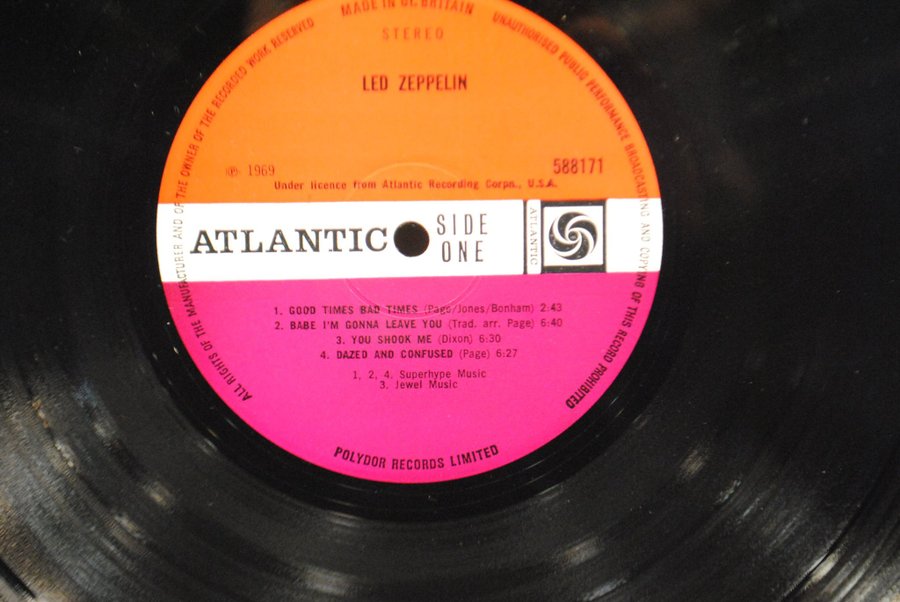 MADE IN GT. BRITAIN
ALL RIGHTS OF THE MANUFACTURER AND OF THE OWNER OF THE RECORDED WORK RESERVED
UNAUTHORISED PUBLIC PERFORMANCE BROADCASTING AND COPYING OF THIS RECORD PROHIBITED
STEREO
LED ZEPPELIN
℗ 1969
588171
Under licence from Atlantic Recording Corpn., U.S.A.
ATLANTIC
SIDE
ONE
ATLANTIC
1. GOOD TIMES BAD TIMES (Page/Jones/Bonham) 2:43
2. BABE I'M GONNA LEAVE YOU (Trad. arr. Page) 6:40
3. YOU SHOOK ME (Dixon) 6:30
4. DAZED AND CONFUSED (Page) 6:27
1, 2, 4. Superhype Music
3. Jewel Music
POLYDOR RECORDS LIMITED